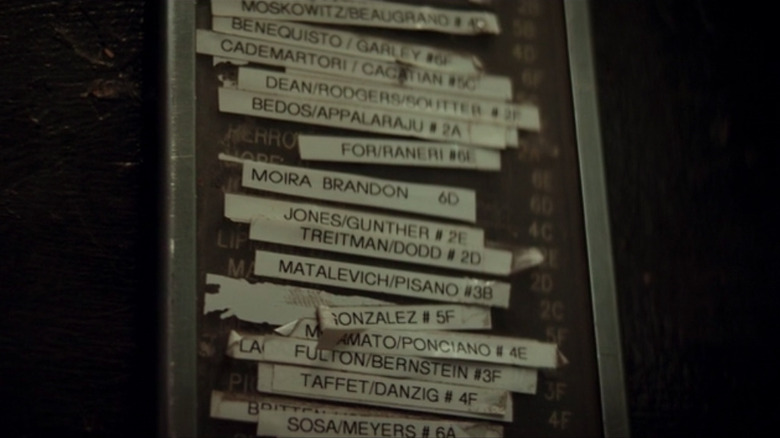 MOSKOWITZ/BEAUGRAND # 4D
BENEQUISTO / GARLEY #6F
CADEMARTORI / CACATIAN #5C
DEAN/RODGERS/SOUTTER # 2F
BEDOS/APPALARAJU # 2A
FOR/RANERI #6E
MOIRA BRANDON 6D
JONES/GUNTHER # 2E
TREITMAN/DODD # 2D
MATALEVICH/PISANO #3B
GONZALEZ # 5F
AMATO/PONCIANO # 4E
FULTON/BERNSTEIN #3F
TAFFET/DANZIG # 4F
SOSA/MEYERS # 6A